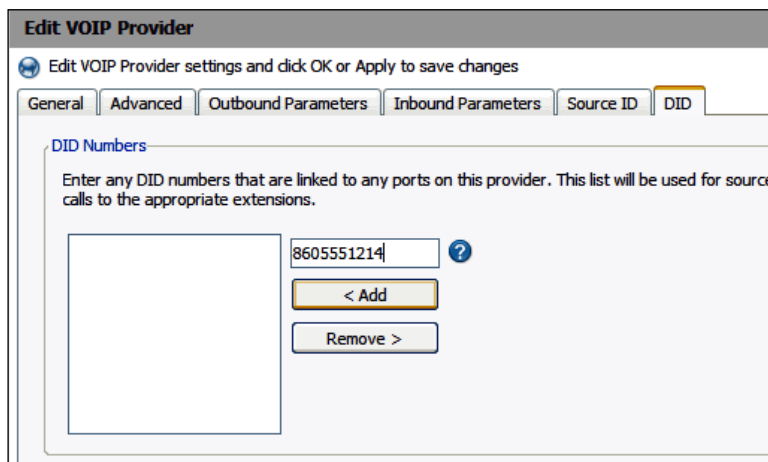 Edit VOIP Provider
Edit VOIP Provider settings and click OK or Apply to save changes
General Advanced Outbound Parameters Inbound Parameters Source ID DID
DID Numbers
Enter any DID numbers that are linked to any ports on this provider. This list will be used for source
calls to the appropriate extensions.
8605551214
?
< Add
Remove >